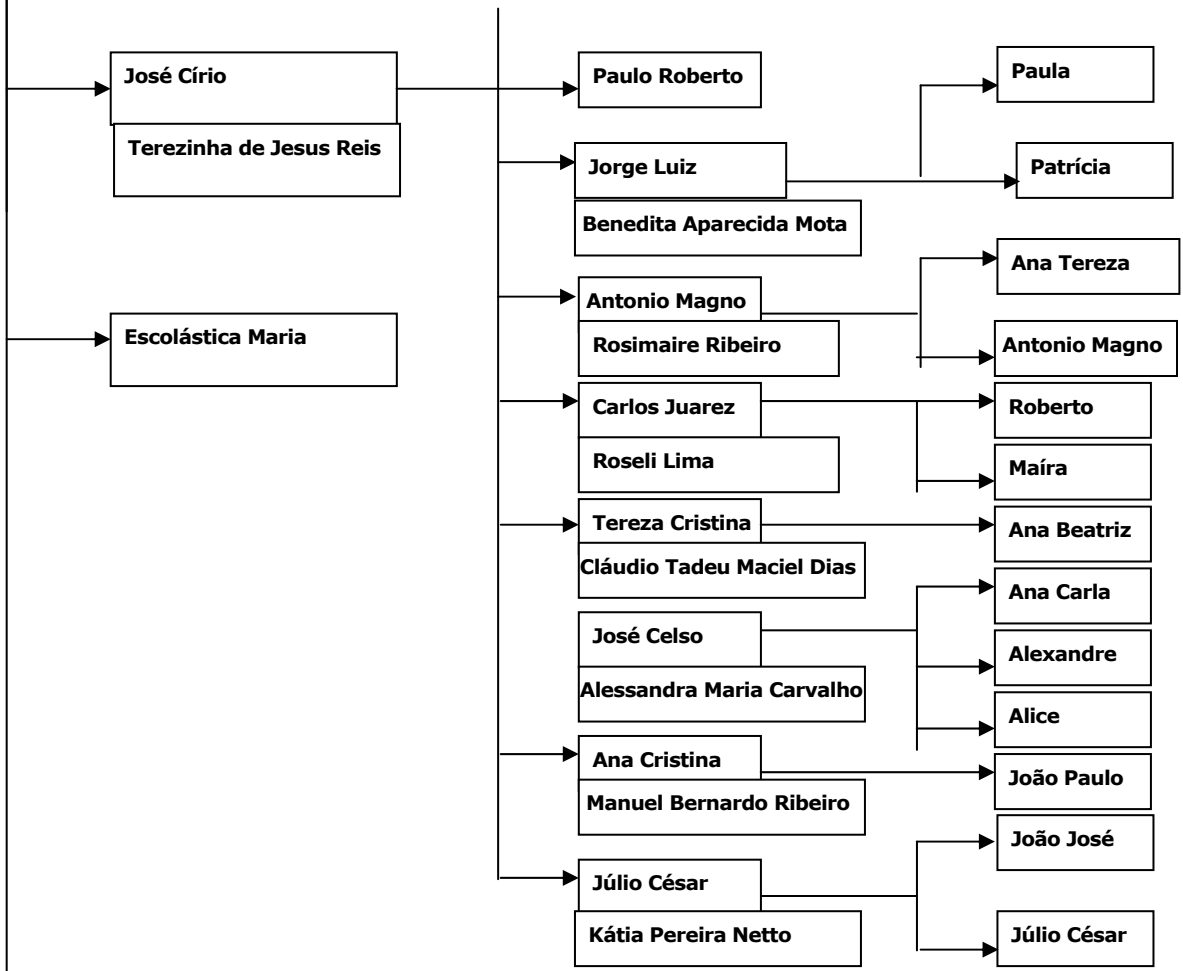 José Círio
Terezinha de Jesus Reis
Escolástica Maria
Paulo Roberto
Jorge Luiz
Benedita Aparecida Mota
Paula
Patrícia
Antonio Magno
Rosimaire Ribeiro
Ana Tereza
Antonio Magno
Carlos Juarez
Roseli Lima
Roberto
Maíra
Tereza Cristina
Cláudio Tadeu Maciel Dias
Ana Beatriz
José Celso
Alessandra Maria Carvalho
Ana Carla
Alexandre
Alice
Ana Cristina
Manuel Bernardo Ribeiro
João Paulo
Júlio César
Kátia Pereira Netto
João José
Júlio César